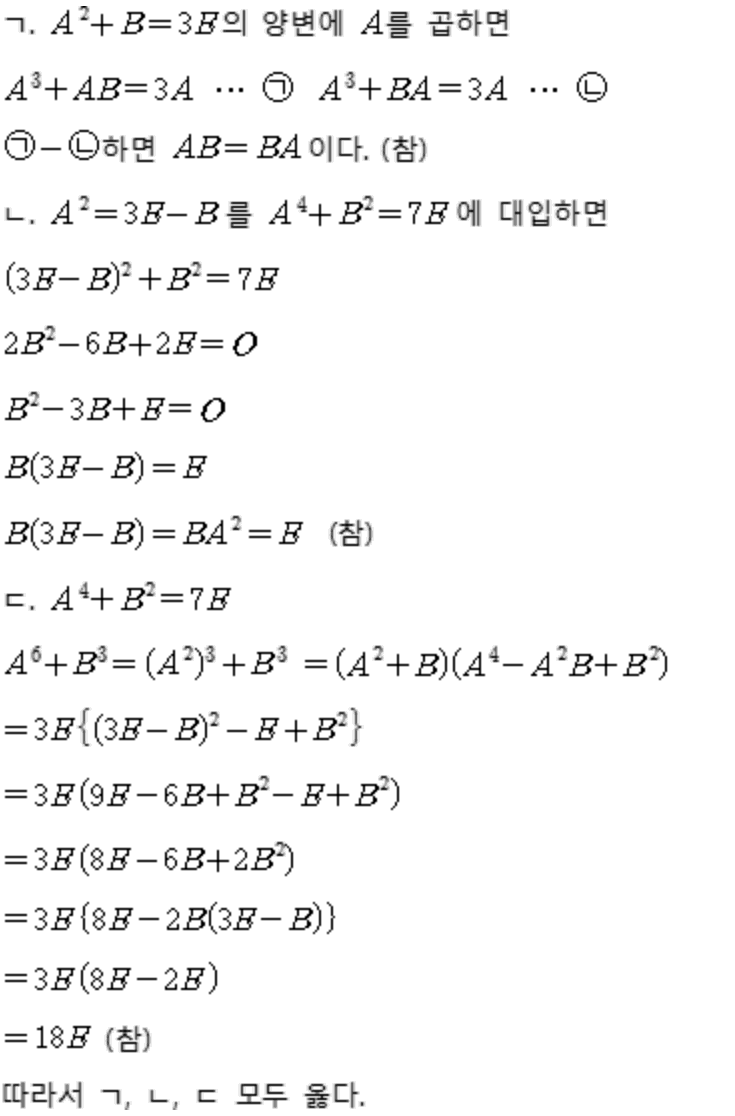 ㄱ. A²+B=3E의 양변에 A를 곱하면
A³+AB=3A ⋯ ㉠ A³+BA=3A ⋯ ㉡
㉠-㉡하면 AB=BA이다. (참)
ㄴ. A²=3E-B를 A⁴+B²=7E에 대입하면
(3E-B)²+B²=7E
2B²-6B+2E=O
B²-3B+E=O
B(3E-B)=E
B(3E-B)=BA²=E (참)
ㄷ. A⁴+B²=7E
A⁶+B³=(A²)³+B³ =(A²+B)(A⁴-A²B+B²)
=3E{(3E-B)²-E+B²}
=3E(9E-6B+B²-E+B²)
=3E(8E-6B+2B²)
=3E{8E-2B(3E-B)}
=3E(8E-2E)
=18E (참)
따라서 ㄱ, ㄴ, ㄷ 모두 옳다.